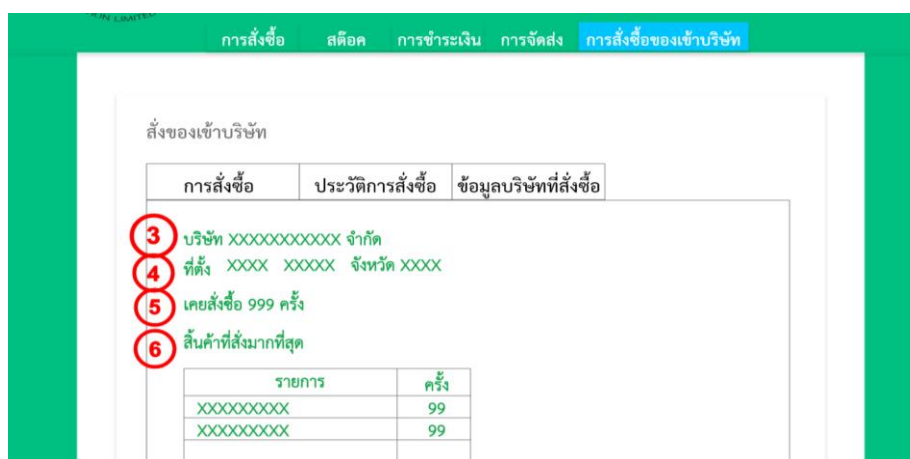 การสั่งซื้อ สต๊อค การชำระเงิน การจัดส่ง การสั่งซื้อของเข้าบริษัท
สั่งของเข้าบริษัท
การสั่งซื้อ ประวัติการสั่งซื้อ ข้อมูลบริษัทที่สั่งซื้อ
3 บริษัท XXXXXXXXXXX จำกัด
4 ที่ตั้ง XXXX XXXXX จังหวัด XXXX
5 เคยสั่งซื้อ 999 ครั้ง
6 สิ้นค้าที่สั่งมากที่สุด
รายการ ครั้ง
XXXXXXXXX 99
XXXXXXXXX 99